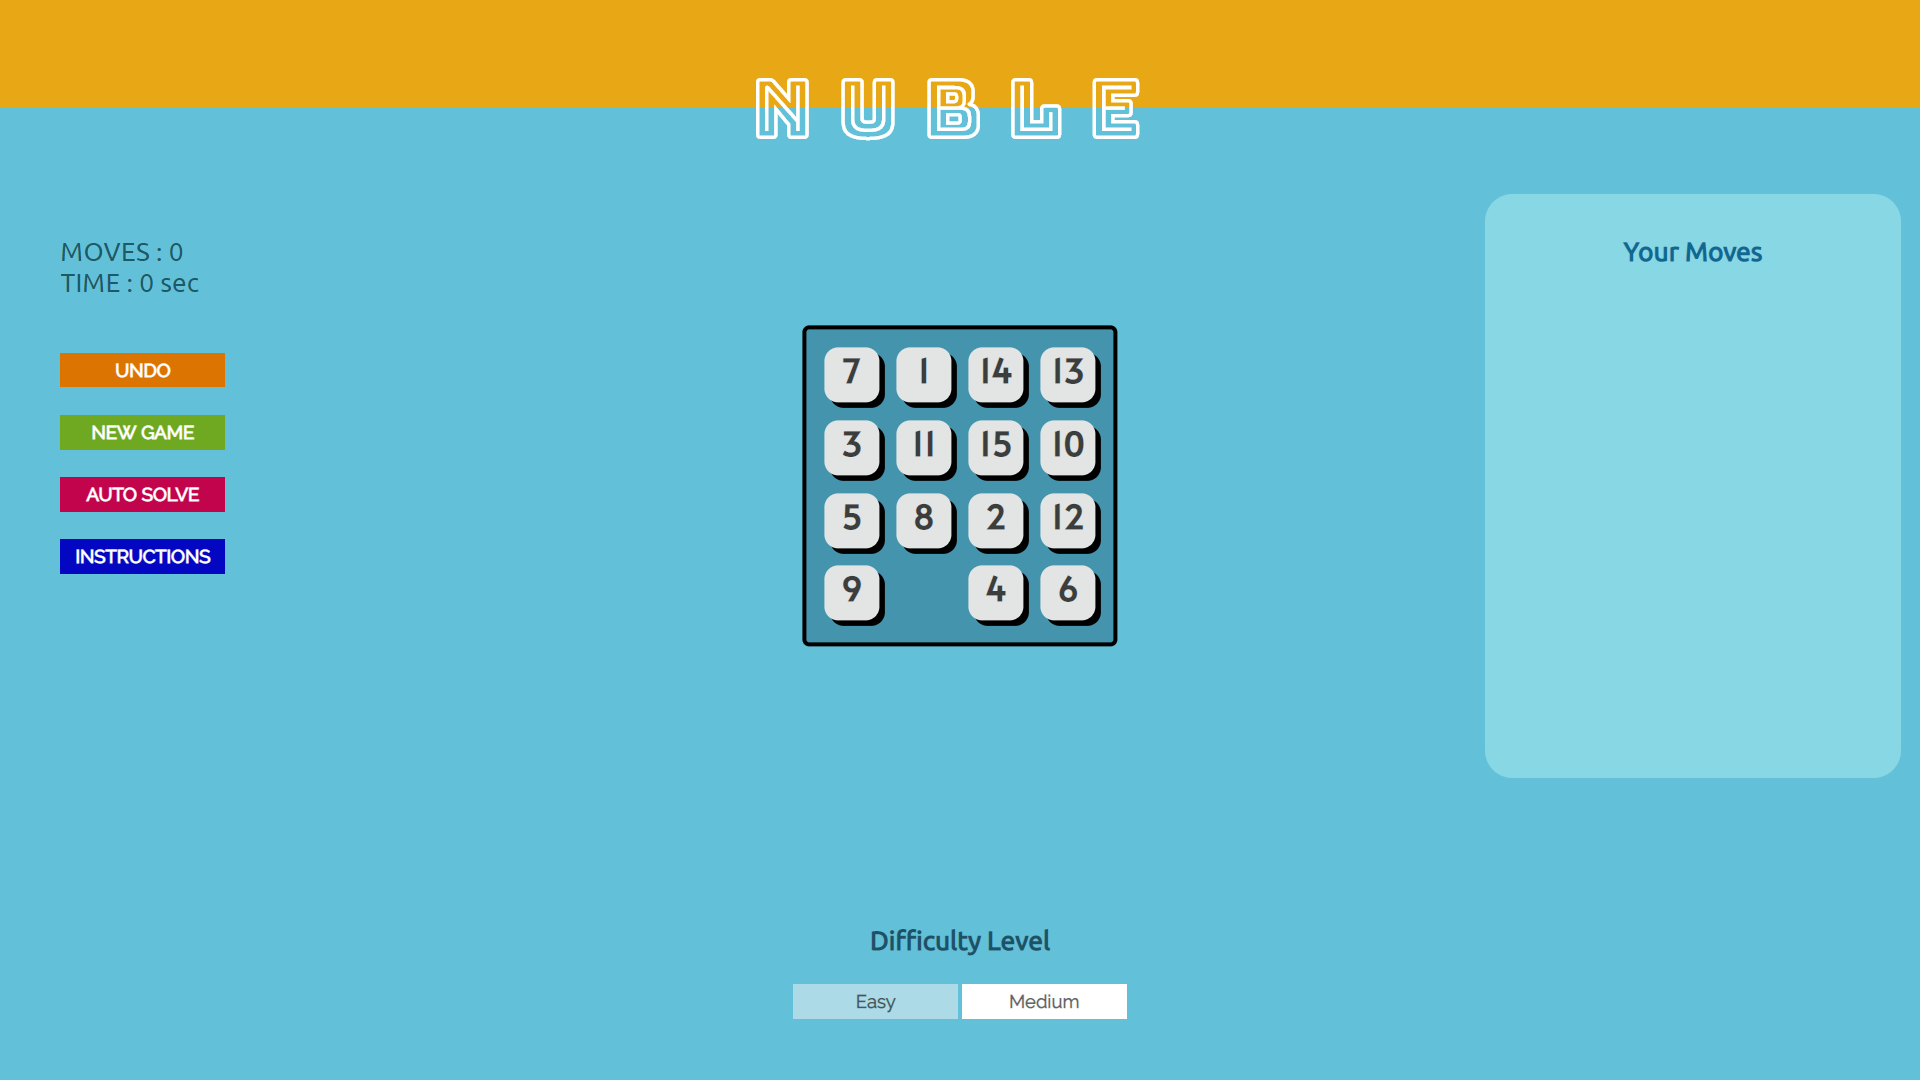 NUBLE
MOVES : 0
TIME : 0 sec
UNDO
NEW GAME
AUTO SOLVE
INSTRUCTIONS
7 1 14 13
3 11 15 10
5 8 2 12
9 4 6
Your Moves
Difficulty Level
Easy Medium